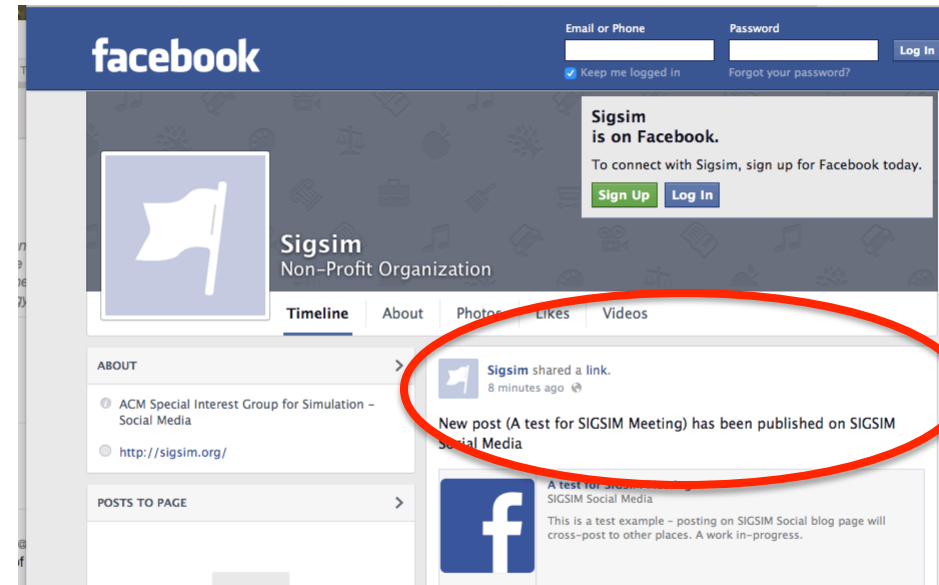 Email or Phone
Password
facebook
Log In
Keep me logged in
Forgot your password?
Sigsim
is on Facebook.
To connect with Sigsim, sign up for Facebook today.
Sign Up
Log In
Sigsim
Non-Profit Organization
Timeline
About
Photos
Likes
Videos
ABOUT
ACM Special Interest Group for Simulation –
Social Media
http://sigsim.org/
POSTS TO PAGE
Sigsim shared a link.
8 minutes ago
New post (A test for SIGSIM Meeting) has been published on SIGSIM
Social Media
A test for SIGSIM Meeting
SIGSIM Social Media
This is a test example – posting on SIGSIM Social blog page will
cross-post to other places. A work in-progress.